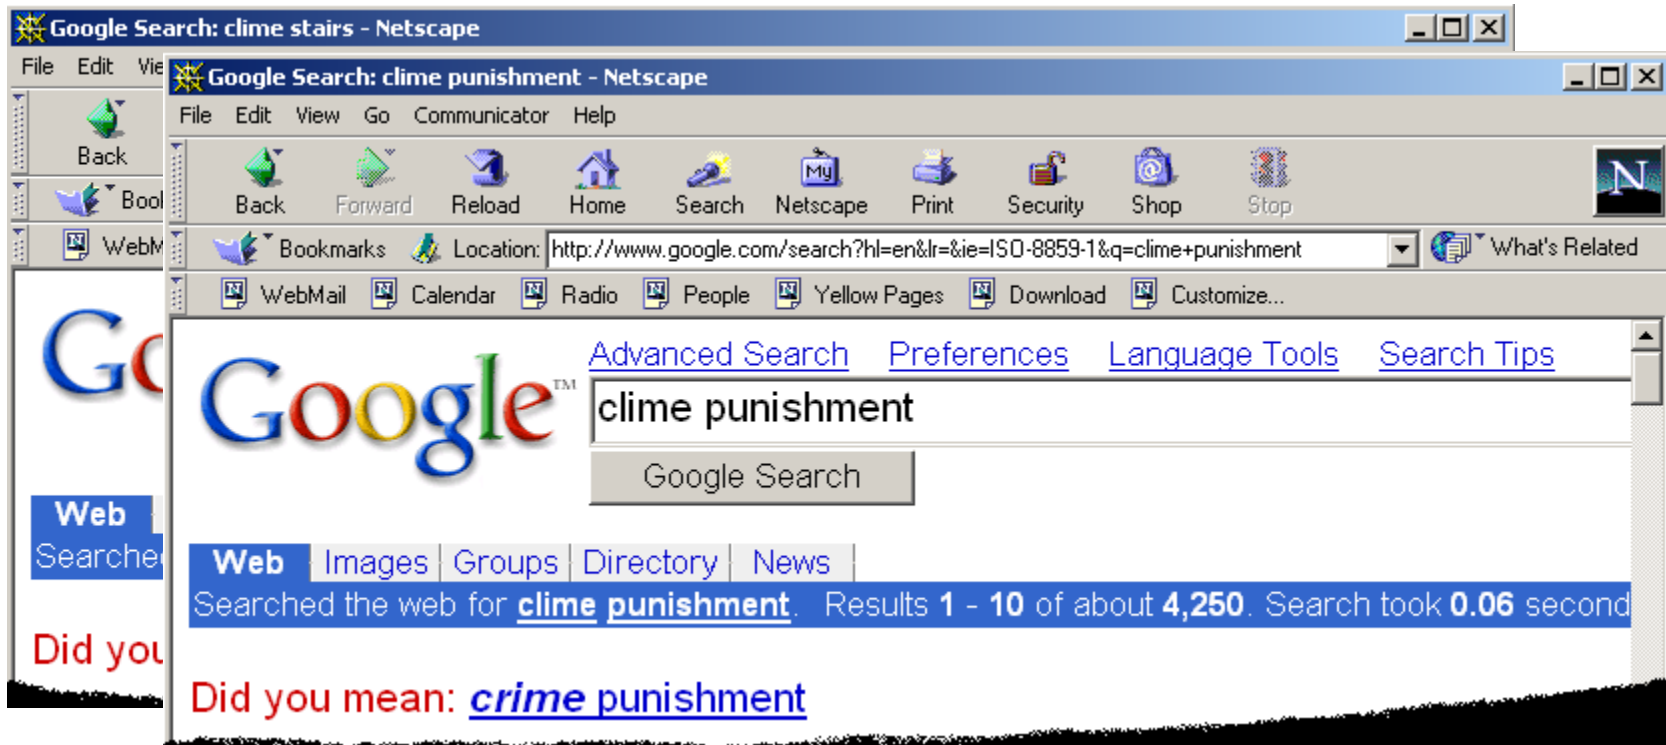 Google Search: clime stairs - Netscape
File Edit Vie
Back
Bool
WebM
Go
Web
Searche
Did you
Google Search: clime punishment - Netscape
File Edit View Go Communicator Help
Back Forward Reload Home Search Netscape Print Security Shop Stop
My
N
Bookmarks Location: http://www.google.com/search?hl=en&lr=&ie=ISO-8859-1&q=clime+punishment What's Related
WebMail Calendar Radio People Yellow Pages Download Customize...
Advanced Search Preferences Language Tools Search Tips
Google™
clime punishment
Google Search
Web Images Groups Directory News
Searched the web for clime punishment. Results 1 - 10 of about 4,250. Search took 0.06 second
Did you mean: crime punishment